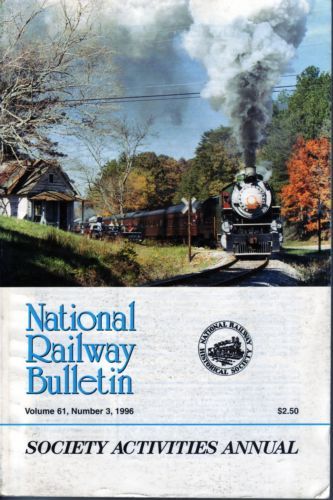 National
Railway
Bulletin
NATIONAL RAILWAY
HISTORICAL SOCIETY
Volume 61, Number 3, 1996
$2.50
SOCIETY ACTIVITIES ANNUAL